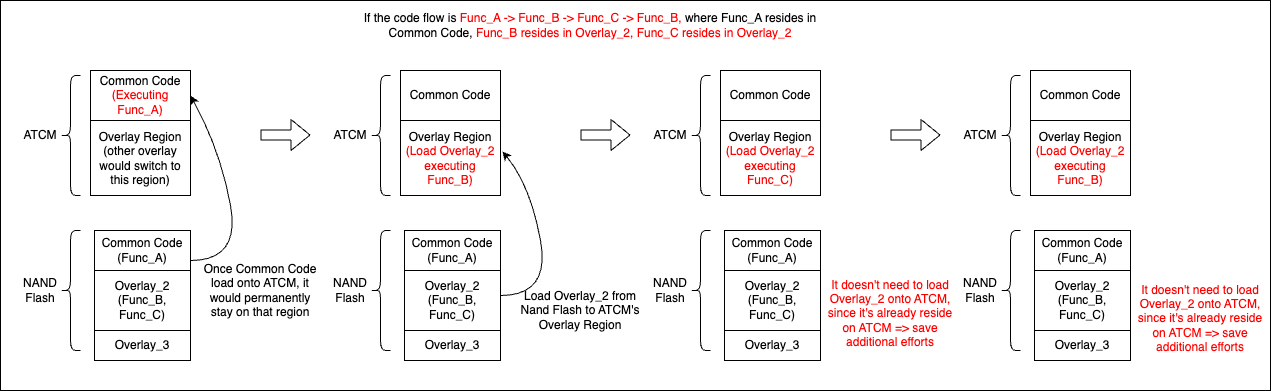 If the code flow is Func_A -> Func_B -> Func_C -> Func_B, where Func_A resides in
Common Code, Func_B resides in Overlay_2, Func_C resides in Overlay_2
ATCM
Common Code
(Executing
Func_A)
Overlay Region
(other overlay
would switch to
this region)
NAND
Flash
Common Code
(Func_A)
Overlay_2
(Func_B,
Func_C)
Overlay_3
Once Common Code
load onto ATCM, it
would permanently
stay on that region
ATCM
Common Code
Overlay Region
(Load Overlay_2
executing
Func_B)
NAND
Flash
Common Code
(Func_A)
Overlay_2
(Func_B,
Func_C)
Overlay_3
Load Overlay_2 from
Nand Flash to ATCM's
Overlay Region
ATCM
Common Code
Overlay Region
(Load Overlay_2
executing
Func_C)
NAND
Flash
Common Code
(Func_A)
Overlay_2
(Func_B,
Func_C)
Overlay_3
It doesn't need to load
Overlay_2 onto ATCM,
since it's already reside
on ATCM => save
additional efforts
ATCM
Common Code
Overlay Region
(Load Overlay_2
executing
Func_B)
NAND
Flash
Common Code
(Func_A)
Overlay_2
(Func_B,
Func_C)
Overlay_3
It doesn't need to load
Overlay_2 onto ATCM,
since it's already reside
on ATCM => save
additional efforts